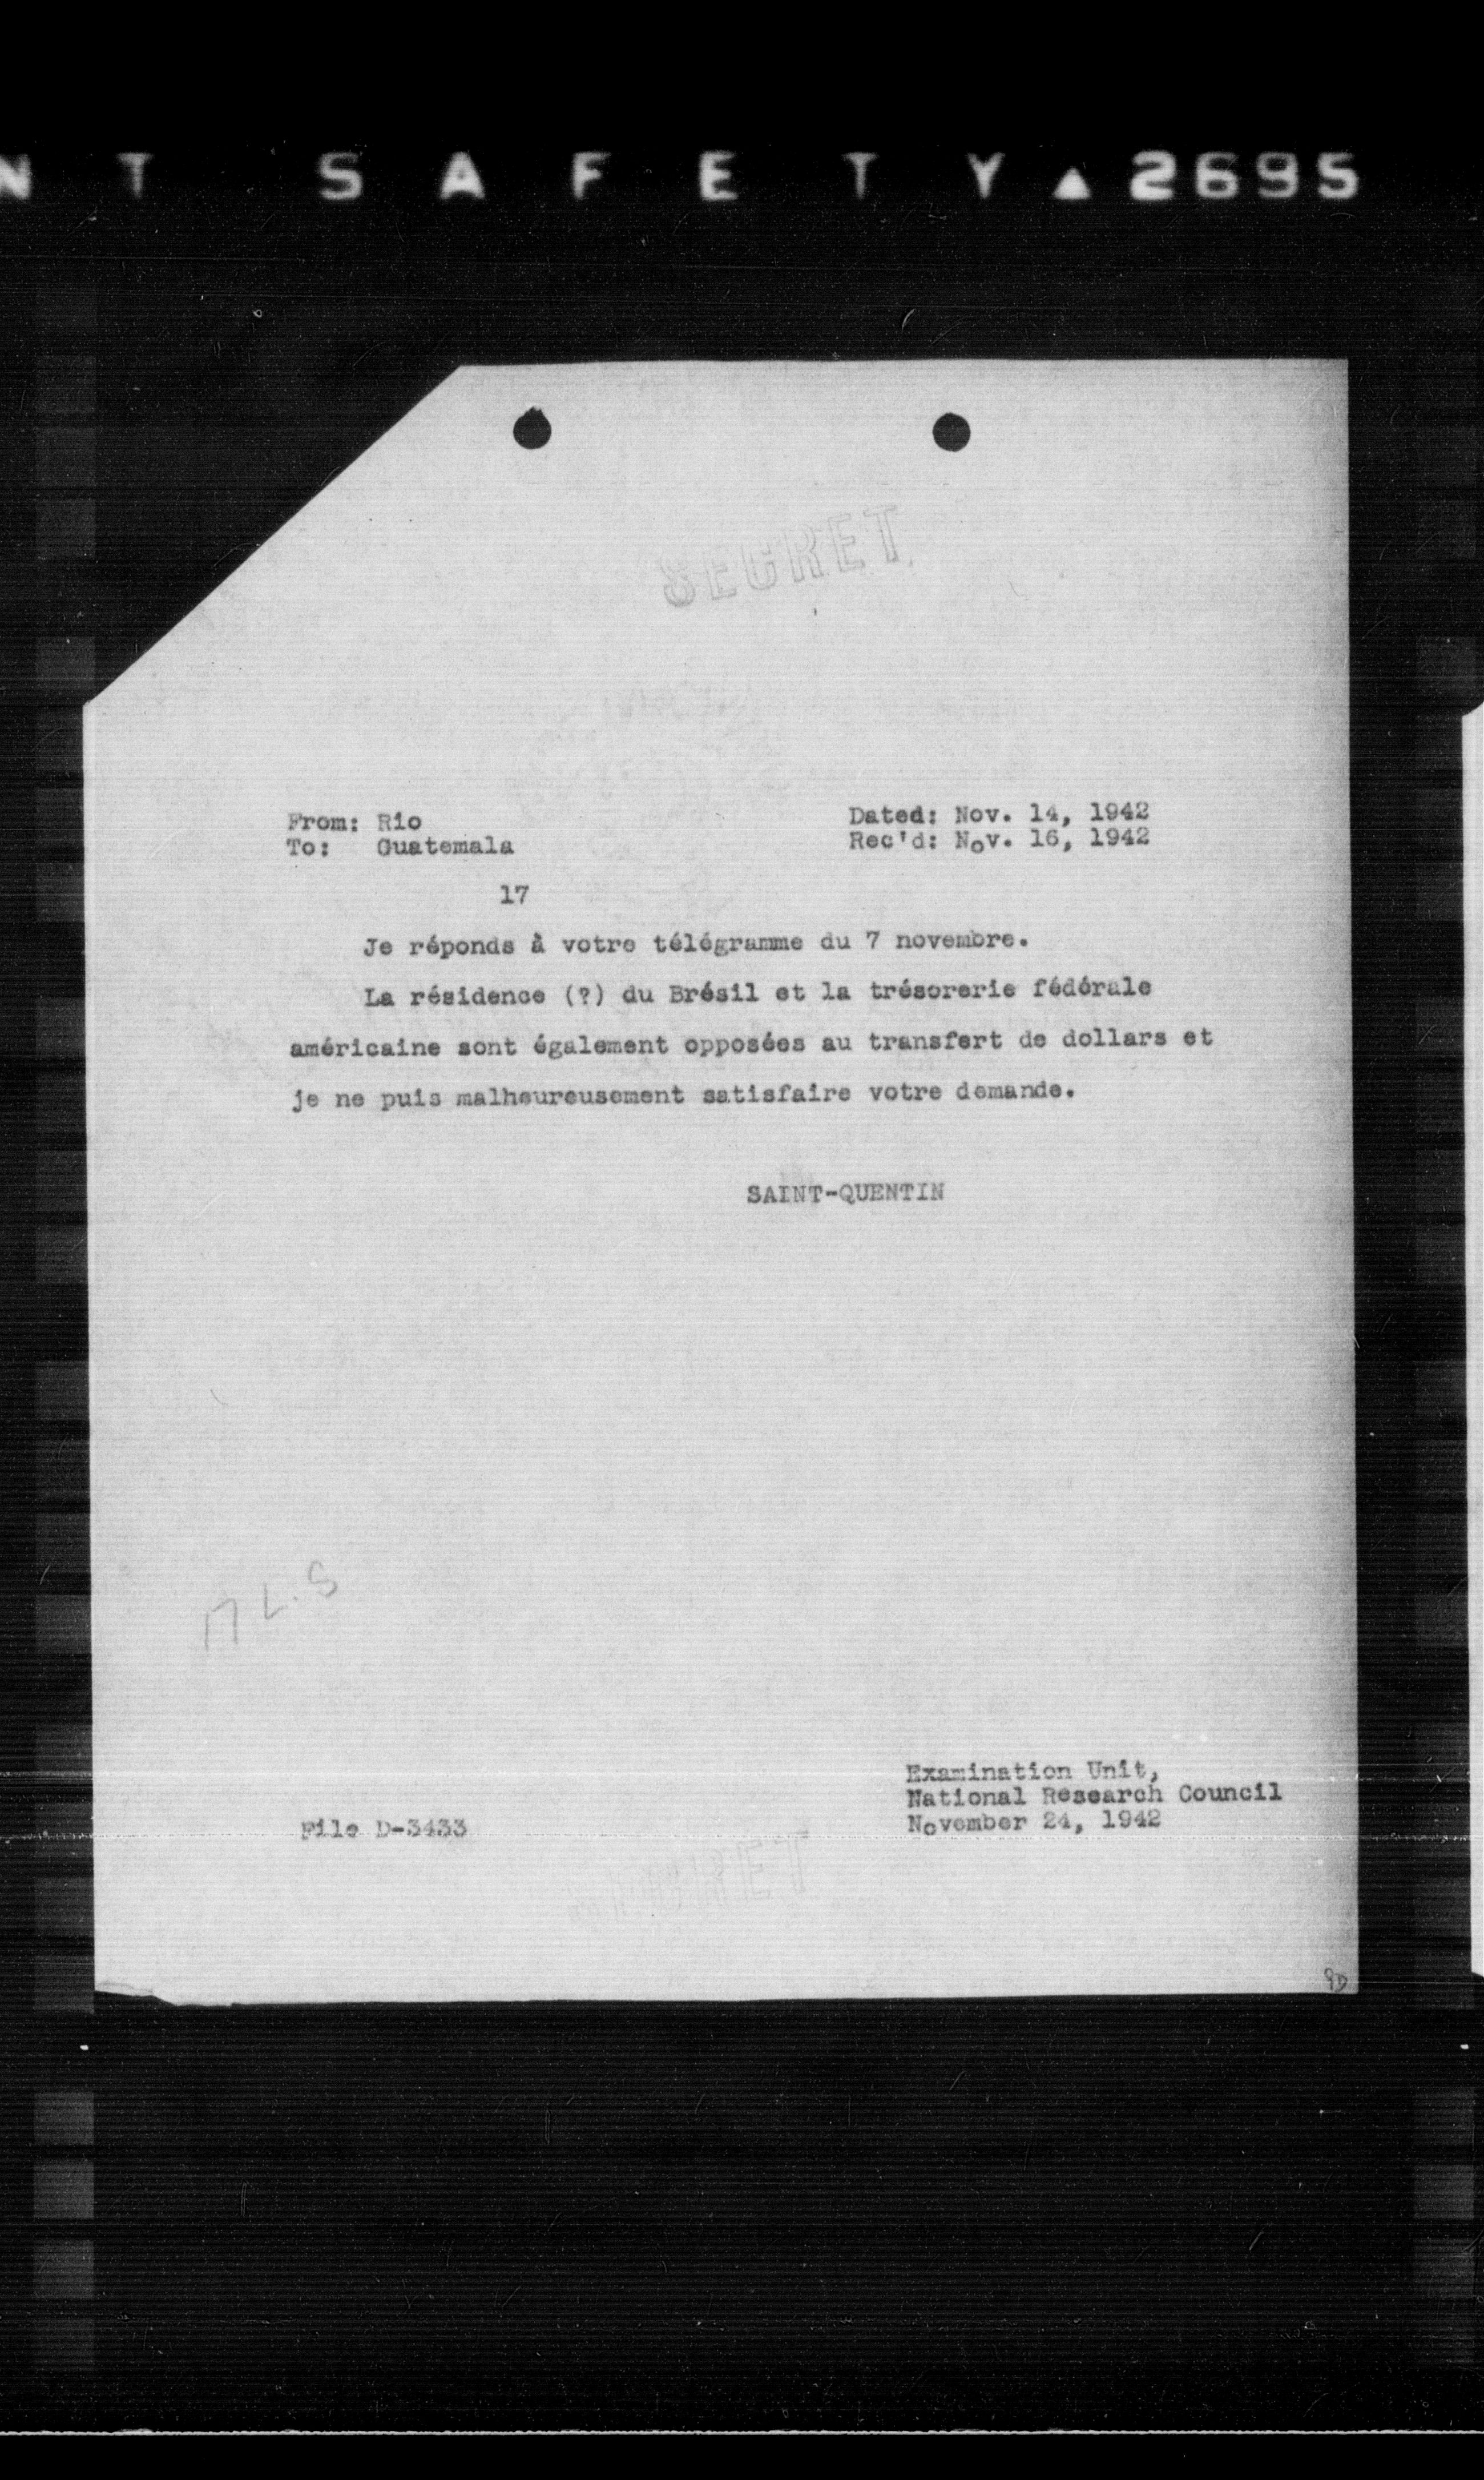 N T S A F E T Y ▲ 2695
SECRET
From: Rio
To: Guatemala
Dated: Nov. 14, 1942
Rec'd: Nov. 16, 1942
17
Je réponds à votre télégramme du 7 novembre.
La résidence (?) du Brésil et la trésorerie fédérale
américaine sont également opposées au transfert de dollars et
je ne puis malheureusement satisfaire votre demande.
SAINT-QUENTIN
Examination Unit,
National Research Council
November 24, 1942
File D-3433
SECRET